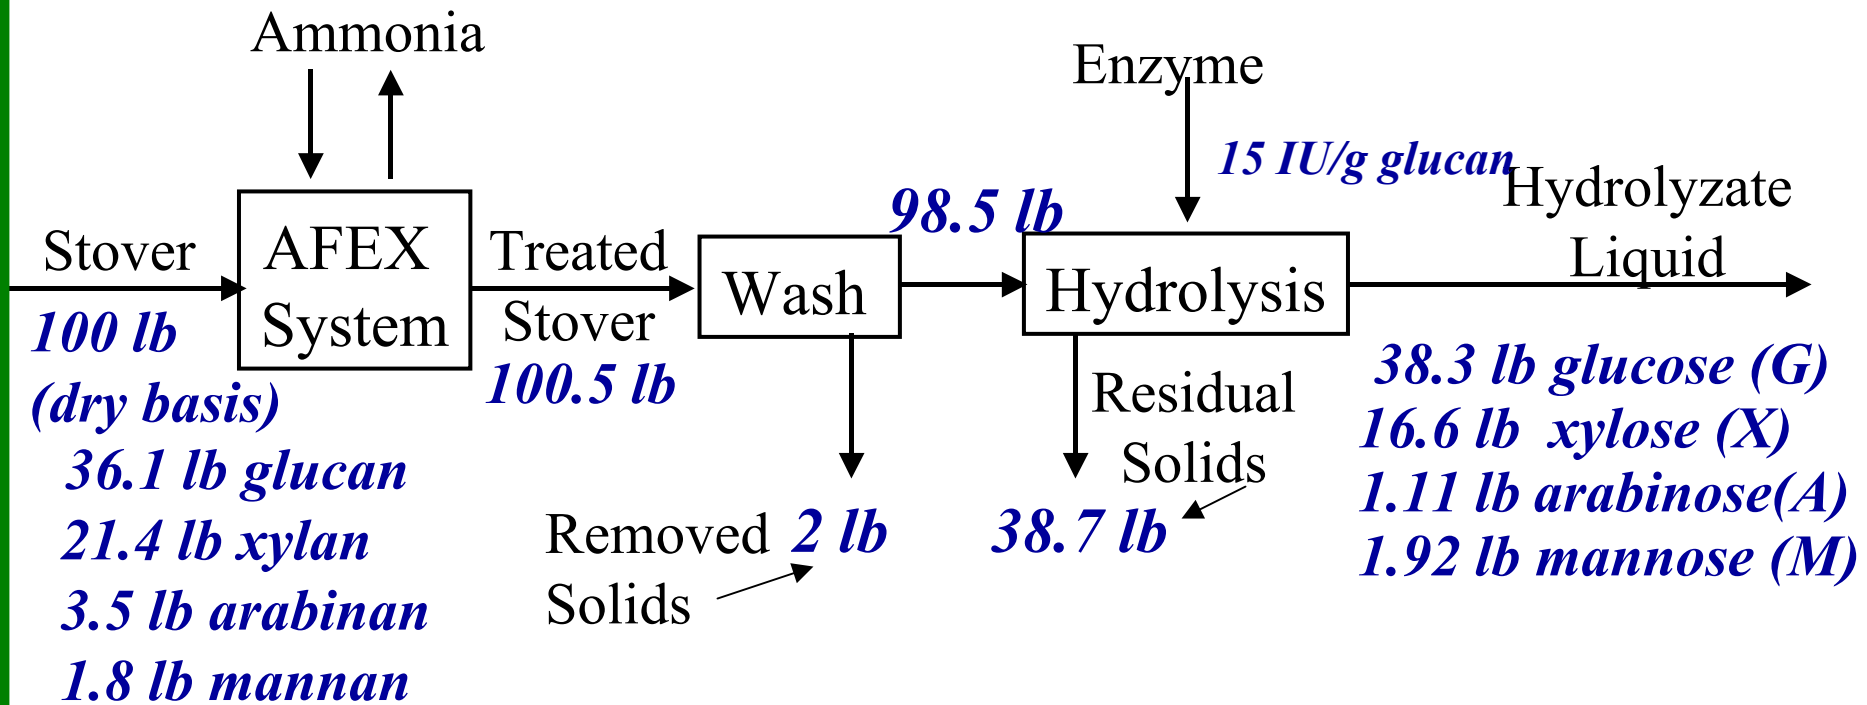 Ammonia
Enzyme
15 IU/g glucan
Hydrolyzate
Liquid
98.5 lb
Stover
AFEX
System
Treated
Stover
100.5 lb
Wash
Hydrolysis
100 lb
(dry basis)
36.1 lb glucan
21.4 lb xylan
3.5 lb arabinan
1.8 lb mannan
Removed
Solids
2 lb
Residual
Solids
38.7 lb
38.3 lb glucose (G)
16.6 lb xylose (X)
1.11 lb arabinose(A)
1.92 lb mannose (M)